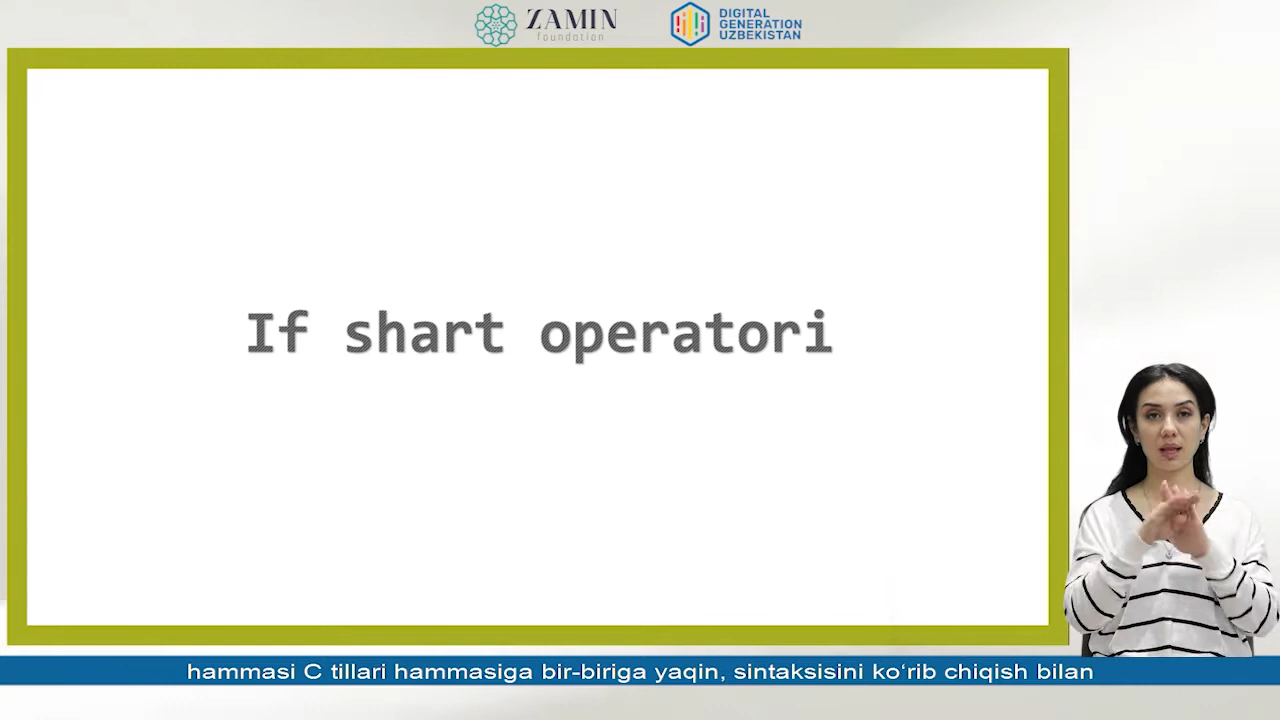 ZAMIN
foundation
DIGITAL
GENERATION
UZBEKISTAN
If shart operatori
hammasi C tillari hammasiga bir-biriga yaqin, sintaksisini koʻrib chiqish bilan